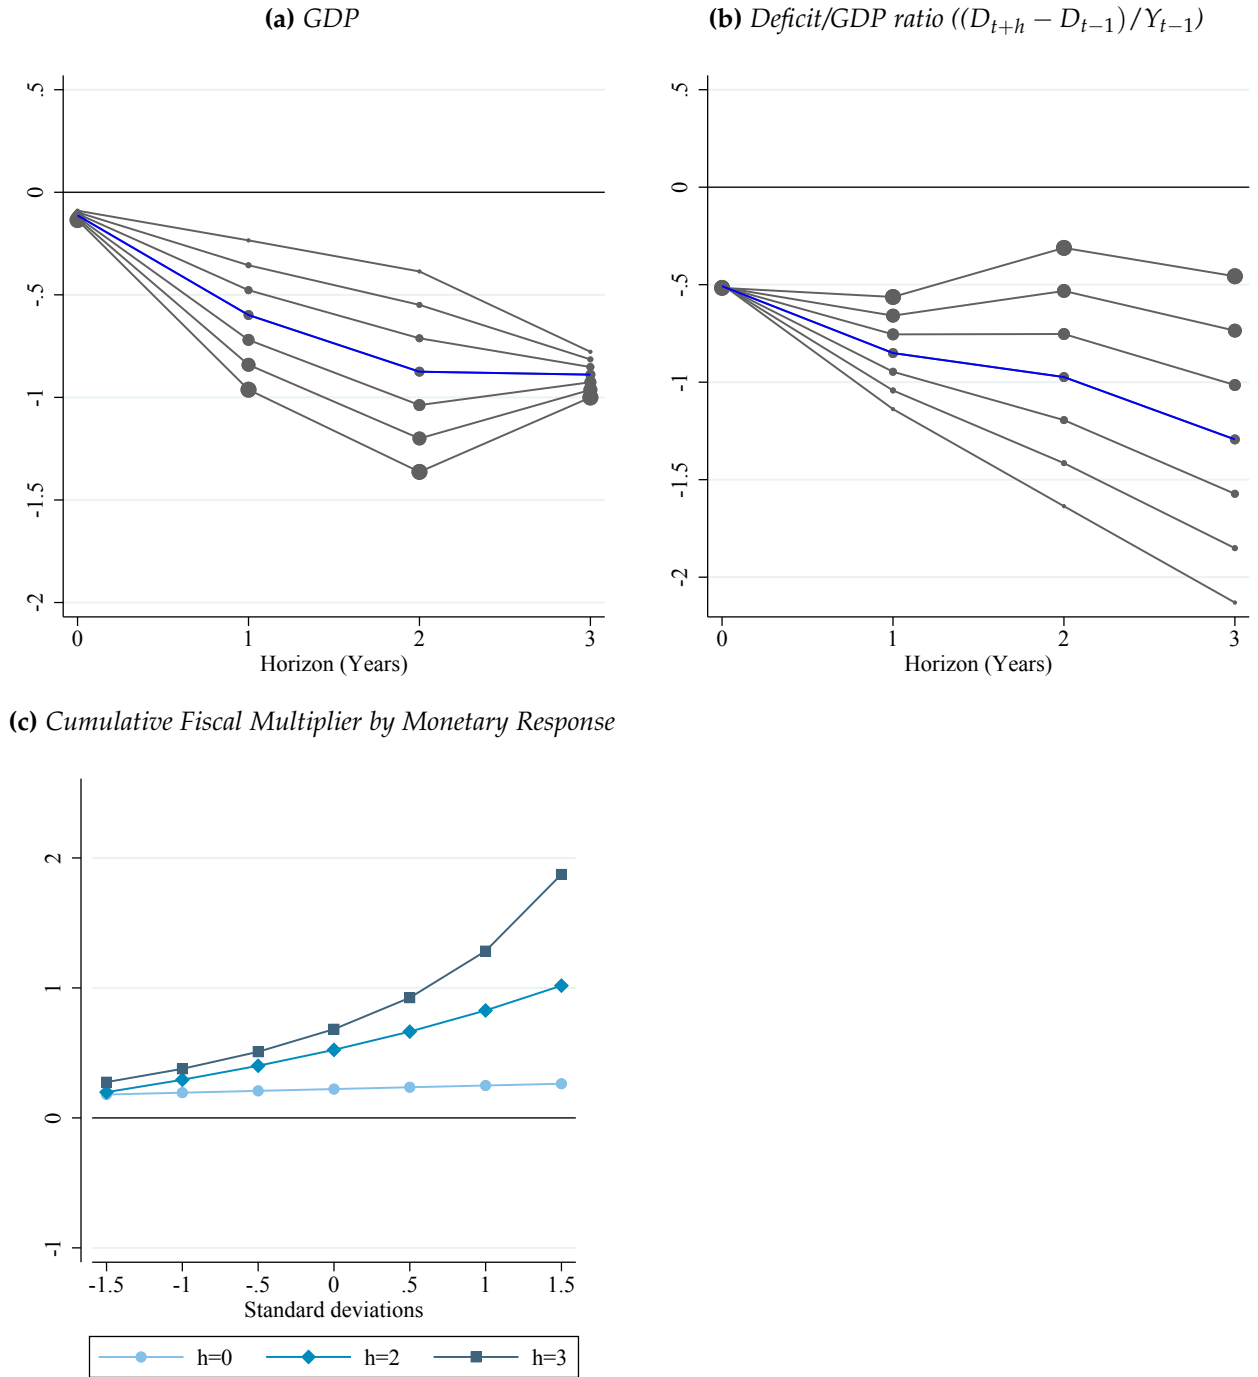 (a) GDP
.5
0
-.5
-1
-1.5
-2
0 1 2 3
Horizon (Years)
(b) Deficit/GDP ratio ((D_{t+h} − D_{t−1})/Y_{t−1})
.5
0
-.5
-1
-1.5
-2
0 1 2 3
Horizon (Years)
(c) Cumulative Fiscal Multiplier by Monetary Response
2
1
0
-1
-1.5 -1 -.5 0 .5 1 1.5
Standard deviations
h=0 h=2 h=3